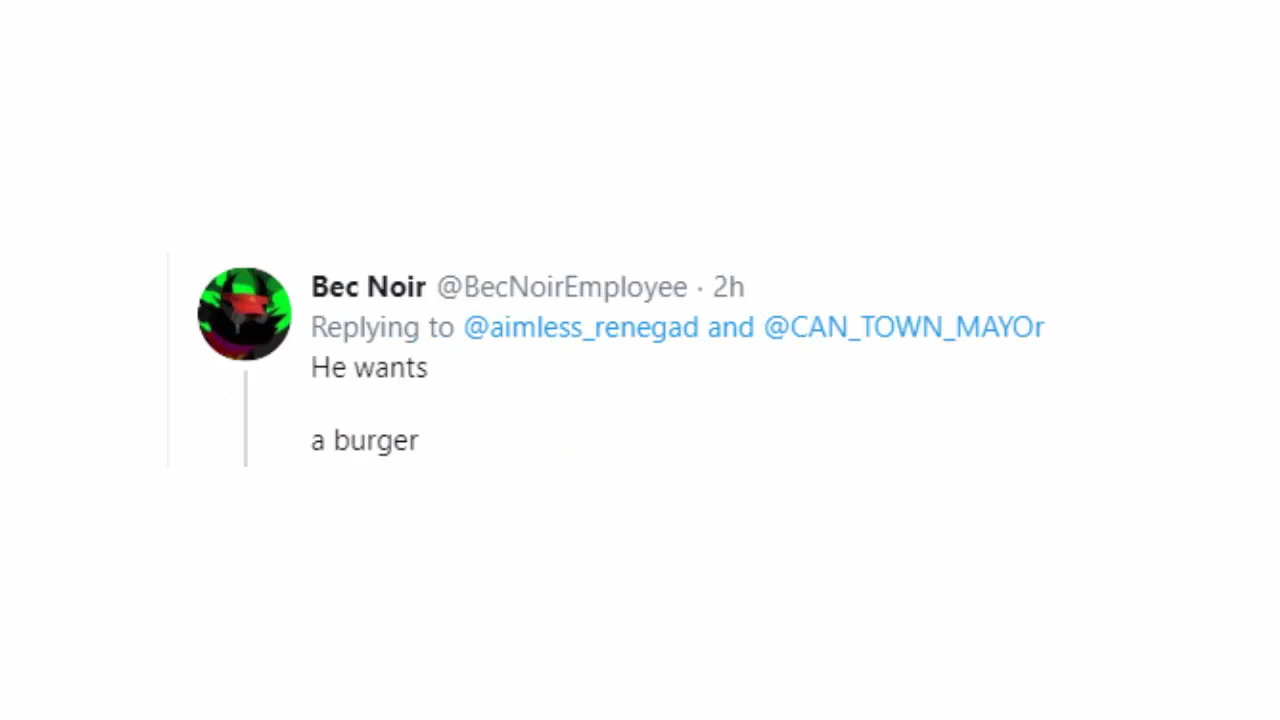 Bec Noir @BecNoirEmployee · 2h
Replying to @aimless_renegad and @CAN_TOWN_MAYOr
He wants
a burger